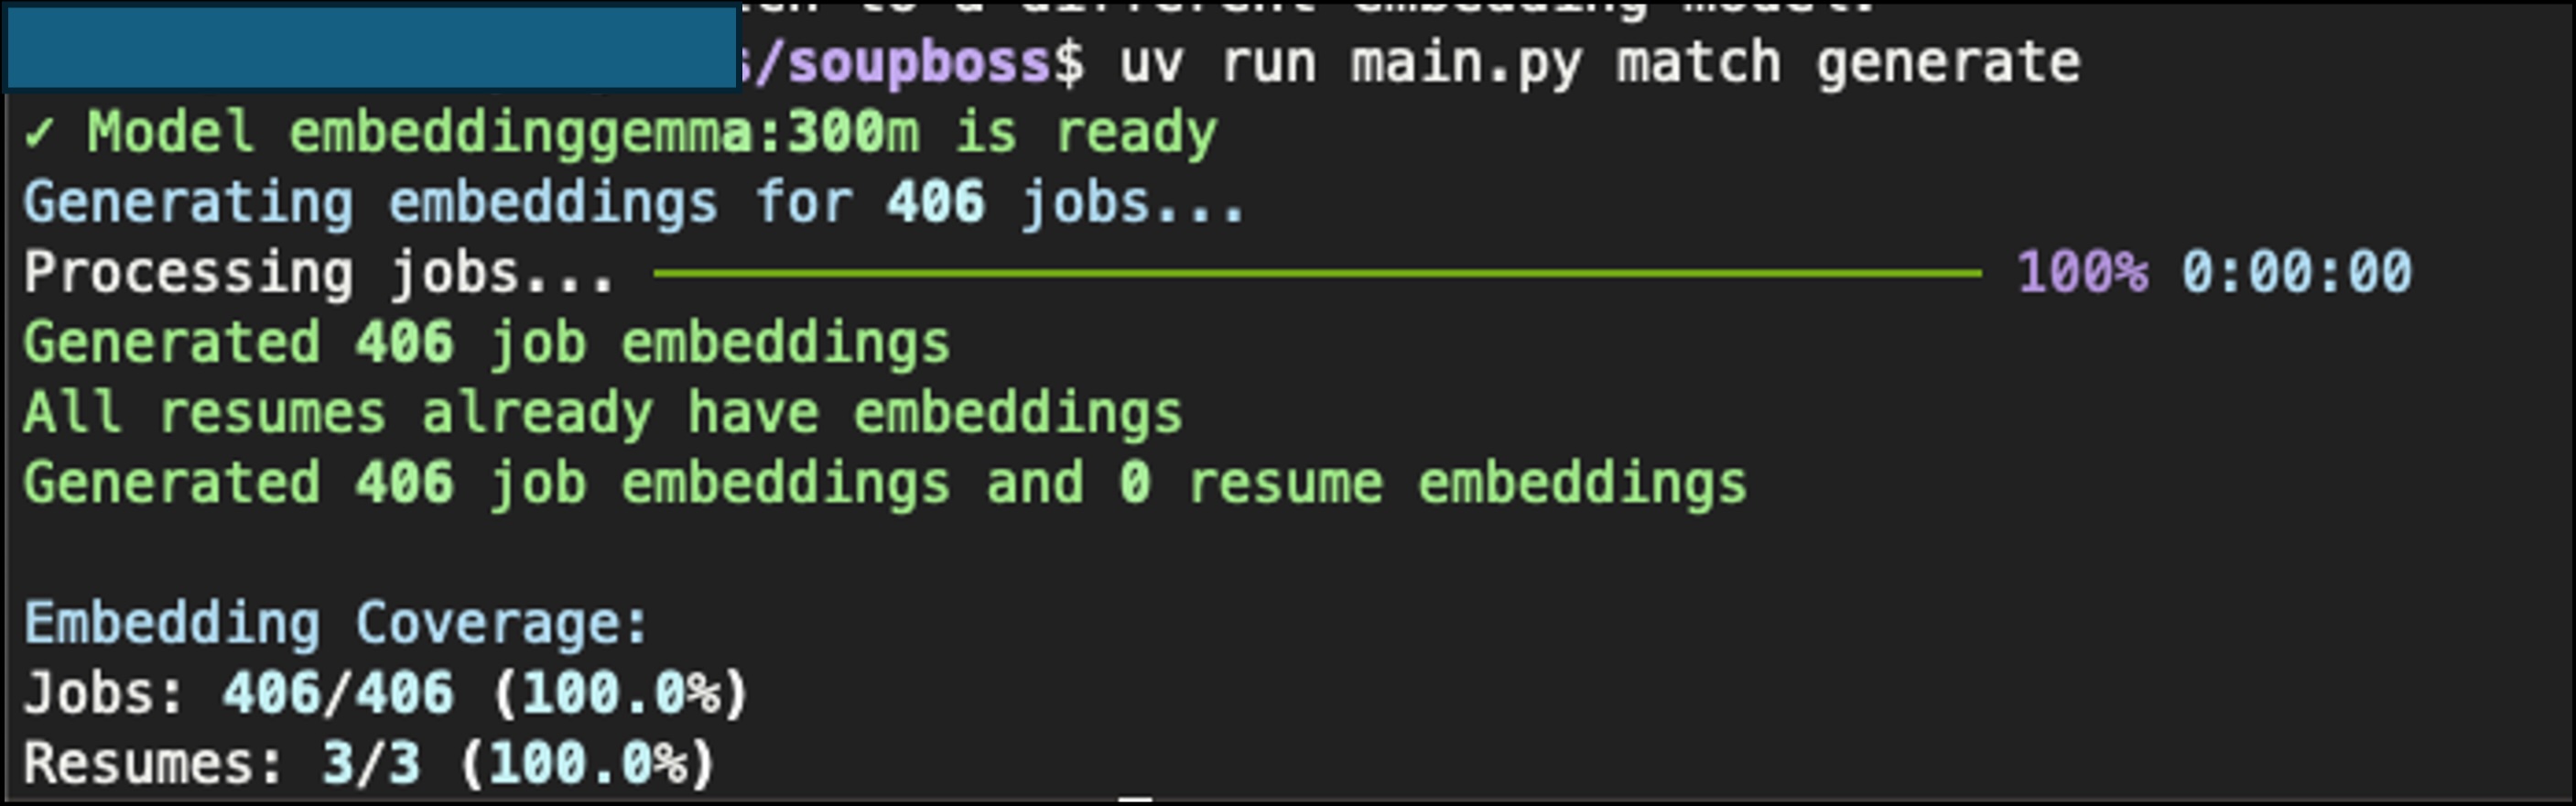 to a different embedding model.
s/soupboss$ uv run main.py match generate
✓ Model embeddinggemma:300m is ready
Generating embeddings for 406 jobs...
Processing jobs... 100% 0:00:00
Generated 406 job embeddings
All resumes already have embeddings
Generated 406 job embeddings and 0 resume embeddings
Embedding Coverage:
Jobs: 406/406 (100.0%)
Resumes: 3/3 (100.0%)